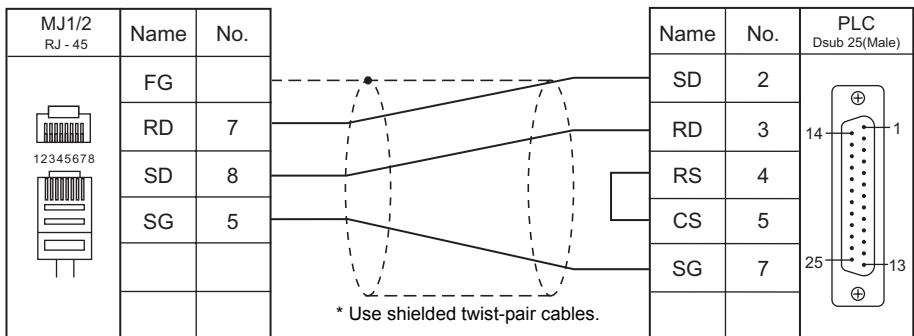 MJ1/2
RJ - 45
Name No.
FG
RD 7
SD 8
SG 5
12345678
* Use shielded twist-pair cables.
Name No.
SD 2
RD 3
RS 4
CS 5
SG 7
PLC
Dsub 25(Male)
14 1
25 13